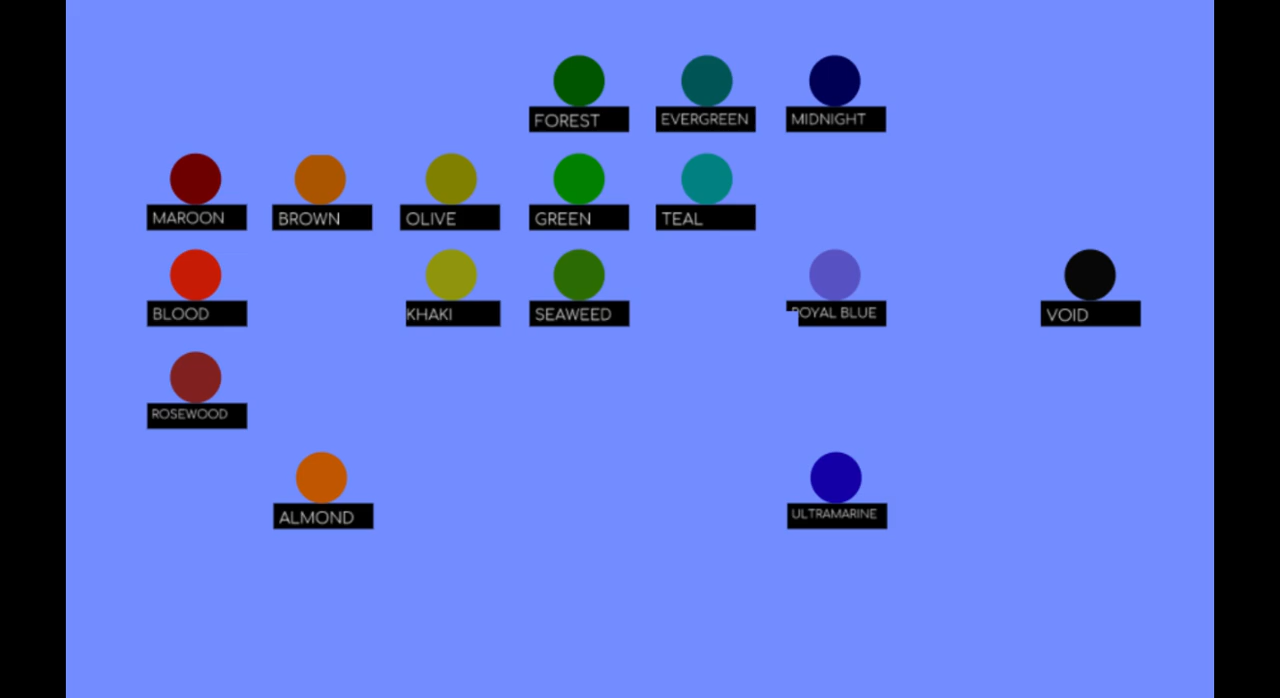 FOREST
EVERGREEN
MIDNIGHT
MAROON
BROWN
OLIVE
GREEN
TEAL
BLOOD
KHAKI
SEAWEED
ROYAL BLUE
VOID
ROSEWOOD
ALMOND
ULTRAMARINE